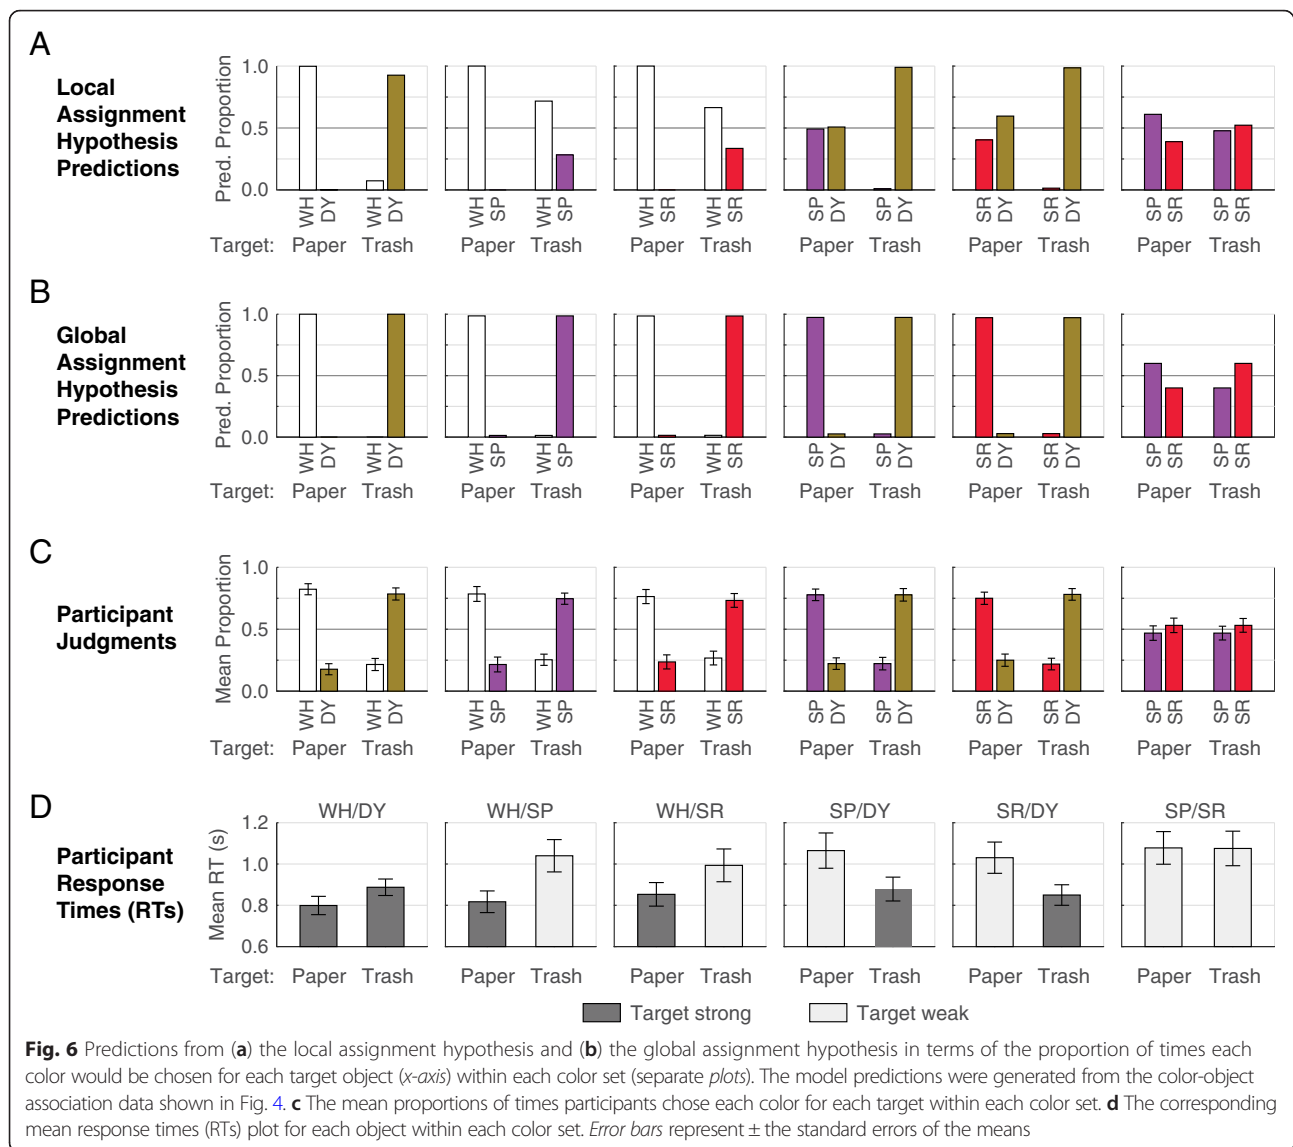 A
Local
Assignment
Hypothesis
Predictions
Pred. Proportion
1.0
0.5
0.0
WH DY WH DY WH SP WH SP WH SR WH SR SP DY SP DY SR DY SR DY SP SR SP SR
Target: Paper Trash Paper Trash Paper Trash Paper Trash Paper Trash Paper Trash
B
Global
Assignment
Hypothesis
Predictions
Pred. Proportion
1.0
0.5
0.0
WH DY WH DY WH SP WH SP WH SR WH SR SP DY SP DY SR DY SR DY SP SR SP SR
Target: Paper Trash Paper Trash Paper Trash Paper Trash Paper Trash Paper Trash
C
Participant
Judgments
Mean Proportion
1.0
0.5
0.0
WH DY WH DY WH SP WH SP WH SR WH SR SP DY SP DY SR DY SR DY SP SR SP SR
Target: Paper Trash Paper Trash Paper Trash Paper Trash Paper Trash Paper Trash
D
Participant
Response
Times (RTs)
Mean RT (s)
WH/DY WH/SP WH/SR SP/DY SR/DY SP/SR
1.2
1.0
0.8
0.6
Target: Paper Trash Paper Trash Paper Trash Paper Trash Paper Trash Paper Trash
Target strong Target weak
Fig. 6 Predictions from (a) the local assignment hypothesis and (b) the global assignment hypothesis in terms of the proportion of times each
color would be chosen for each target object (x-axis) within each color set (separate plots). The model predictions were generated from the color-object
association data shown in Fig. 4. c The mean proportions of times participants chose each color for each target within each color set. d The corresponding
mean response times (RTs) plot for each object within each color set. Error bars represent ± the standard errors of the means